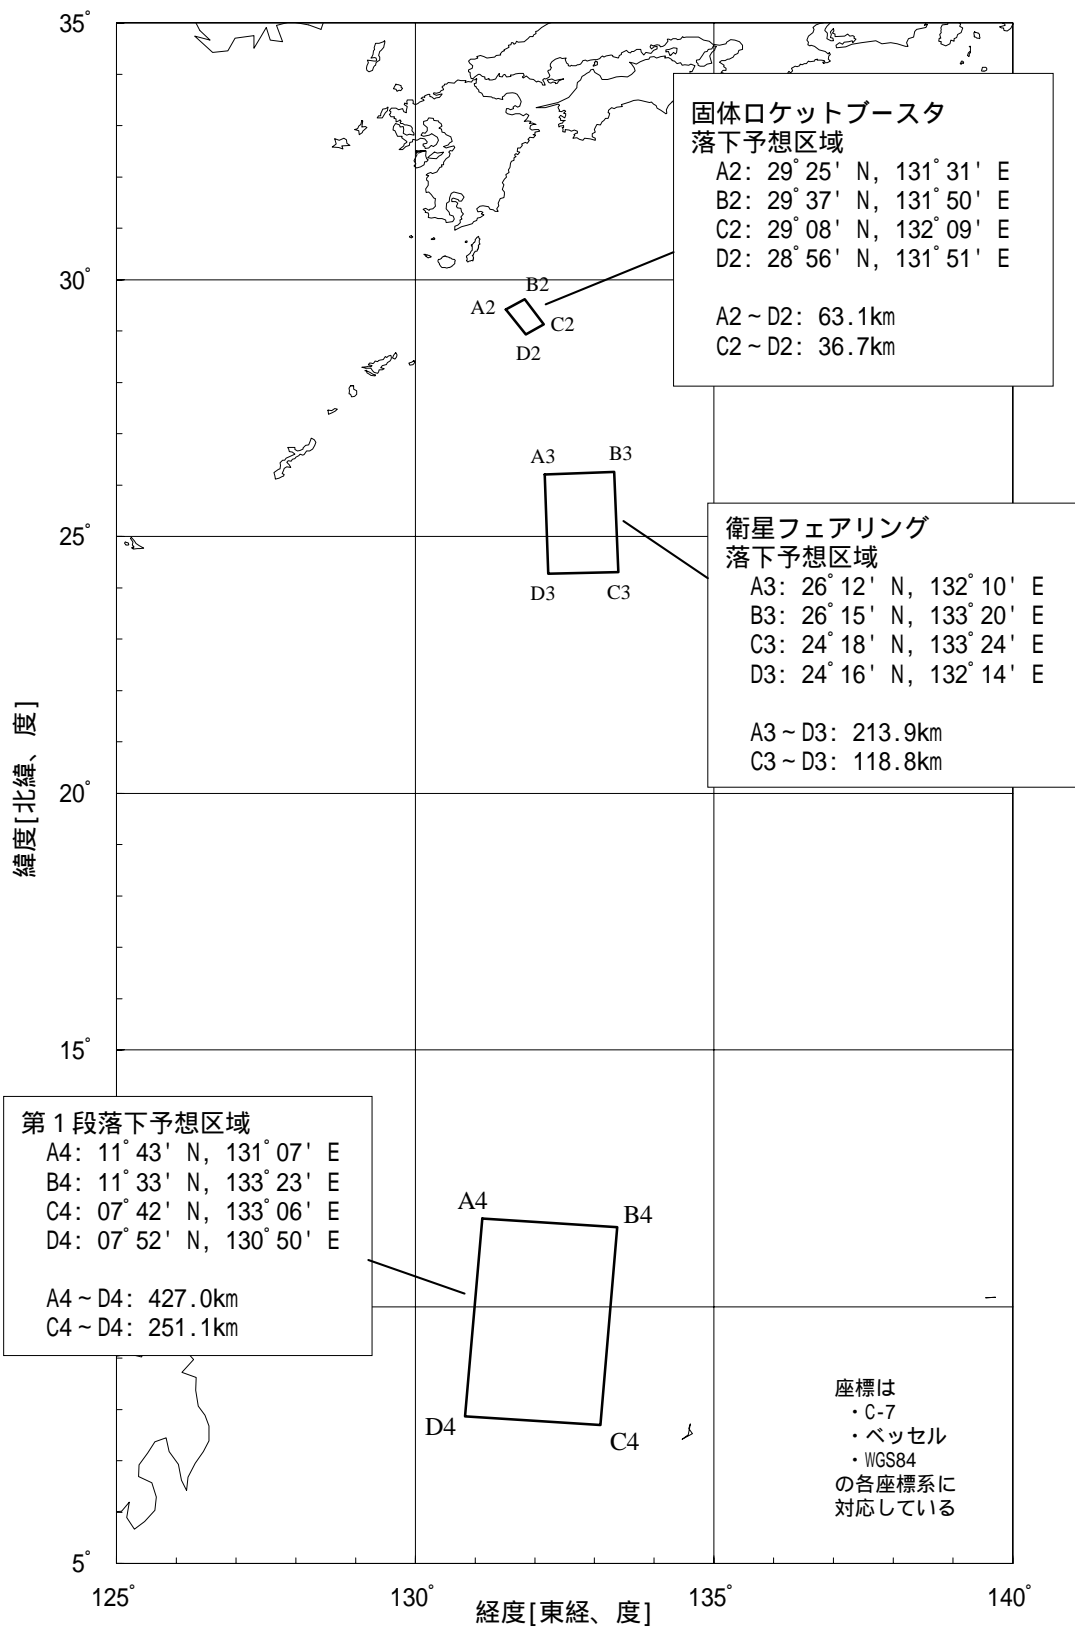 35°
固体ロケットブースタ
落下予想区域
A2: 29°25' N, 131°31' E
B2: 29°37' N, 131°50' E
C2: 29°08' N, 132°09' E
D2: 28°56' N, 131°51' E
A2～D2: 63.1km
C2～D2: 36.7km
30°
B2
A2
C2
D2
A3
B3
D3
C3
25°
衛星フェアリング
落下予想区域
A3: 26°12' N, 132°10' E
B3: 26°15' N, 133°20' E
C3: 24°18' N, 133°24' E
D3: 24°16' N, 132°14' E
A3～D3: 213.9km
C3～D3: 118.8km
緯度[北緯、度]
20°
15°
第１段落下予想区域
A4: 11°43' N, 131°07' E
B4: 11°33' N, 133°23' E
C4: 07°42' N, 133°06' E
D4: 07°52' N, 130°50' E
A4～D4: 427.0km
C4～D4: 251.1km
A4
B4
D4
C4
座標は
・C-7
・ベッセル
・WGS84
の各座標系に
対応している
5°
125°
130°
135°
140°
経度[東経、度]